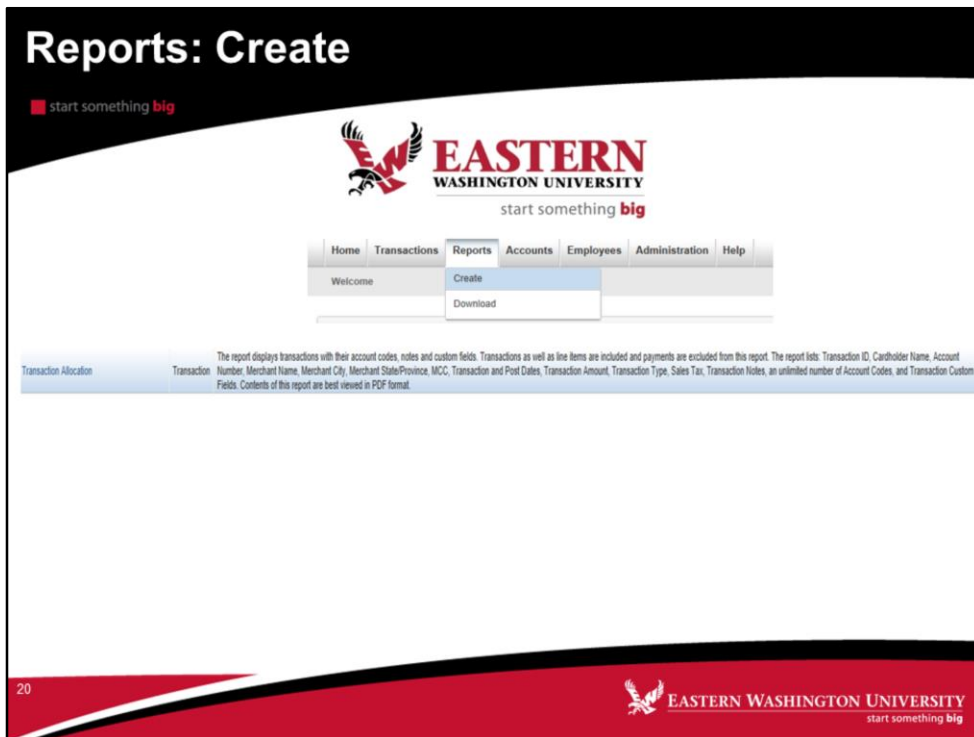 Reports: Create
start something big
EASTERN
WASHINGTON UNIVERSITY
start something big
Home Transactions Reports Accounts Employees Administration Help
Welcome Create
Download
The report displays transactions with their account codes, notes and custom fields. Transactions as well as line items are included and payments are excluded from this report. The report lists: Transaction ID, Cardholder Name, Account
Transaction Allocation Transaction Number, Merchant Name, Merchant City, Merchant State/Province, MCC, Transaction and Post Dates, Transaction Amount, Transaction Type, Sales Tax, Transaction Notes, an unlimited number of Account Codes, and Transaction Custom
Fields. Contents of this report are best viewed in PDF format.
20
EASTERN WASHINGTON UNIVERSITY
start something big